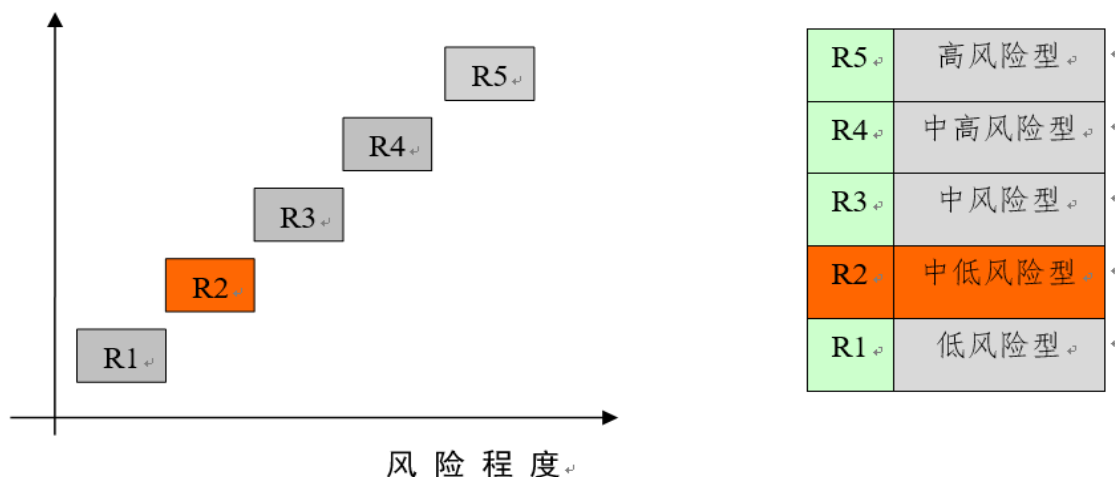 R5
R4
R3
R2
R1
风险程度
R5 高风险型
R4 中高风险型
R3 中风险型
R2 中低风险型
R1 低风险型